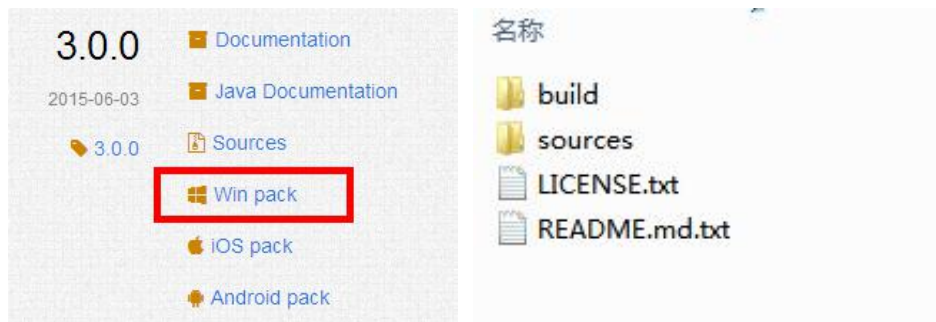 3.0.0
2015-06-03
3.0.0
Documentation
Java Documentation
Sources
Win pack
iOS pack
Android pack
名称
build
sources
LICENSE.txt
README.md.txt